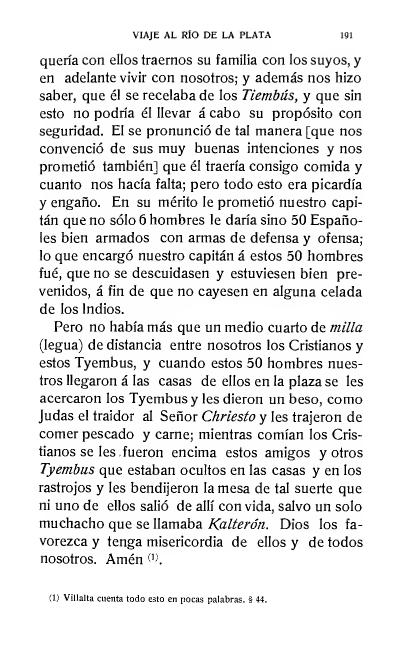 VIAJE AL RÍO DE LA PLATA 191
quería con ellos traernos su familia con los suyos, y
en adelante vivir con nosotros; y además nos hizo
saber, que él se recelaba de los Tiembús, y que sin
esto no podría él llevar á cabo su propósito con
seguridad. El se pronunció de tal manera [que nos
convenció de sus muy buenas intenciones y nos
prometió también] que él traería consigo comida y
cuanto nos hacía falta; pero todo esto era picardía
y engaño. En su mérito le prometió nuestro capi-
tán que no sólo 6 hombres le daría sino 50 Españo-
les bien armados con armas de defensa y ofensa;
lo que encargó nuestro capitán á estos 50 hombres
fué, que no se descuidasen y estuviesen bien pre-
venidos, á fin de que no cayesen en alguna celada
de los Indios.
Pero no había más que un medio cuarto de milla
(legua) de distancia entre nosotros los Cristianos y
estos Tyembus, y cuando estos 50 hombres nues-
tros llegaron á las casas de ellos en la plaza se les
acercaron los Tyembus y les dieron un beso, como
Judas el traidor al Señor Chriesto y les trajeron de
comer pescado y carne; mientras comían los Cris-
tianos se les fueron encima estos amigos y otros
Tyembus que estaban ocultos en las casas y en los
rastrojos y les bendijeron la mesa de tal suerte que
ni uno de ellos salió de allí con vida, salvo un solo
muchacho que se llamaba Kalterón. Dios los fa-
vorezca y tenga misericordia de ellos y de todos
nosotros. Amén (1).
(1) Villalta cuenta todo esto en pocas palabras. § 44.